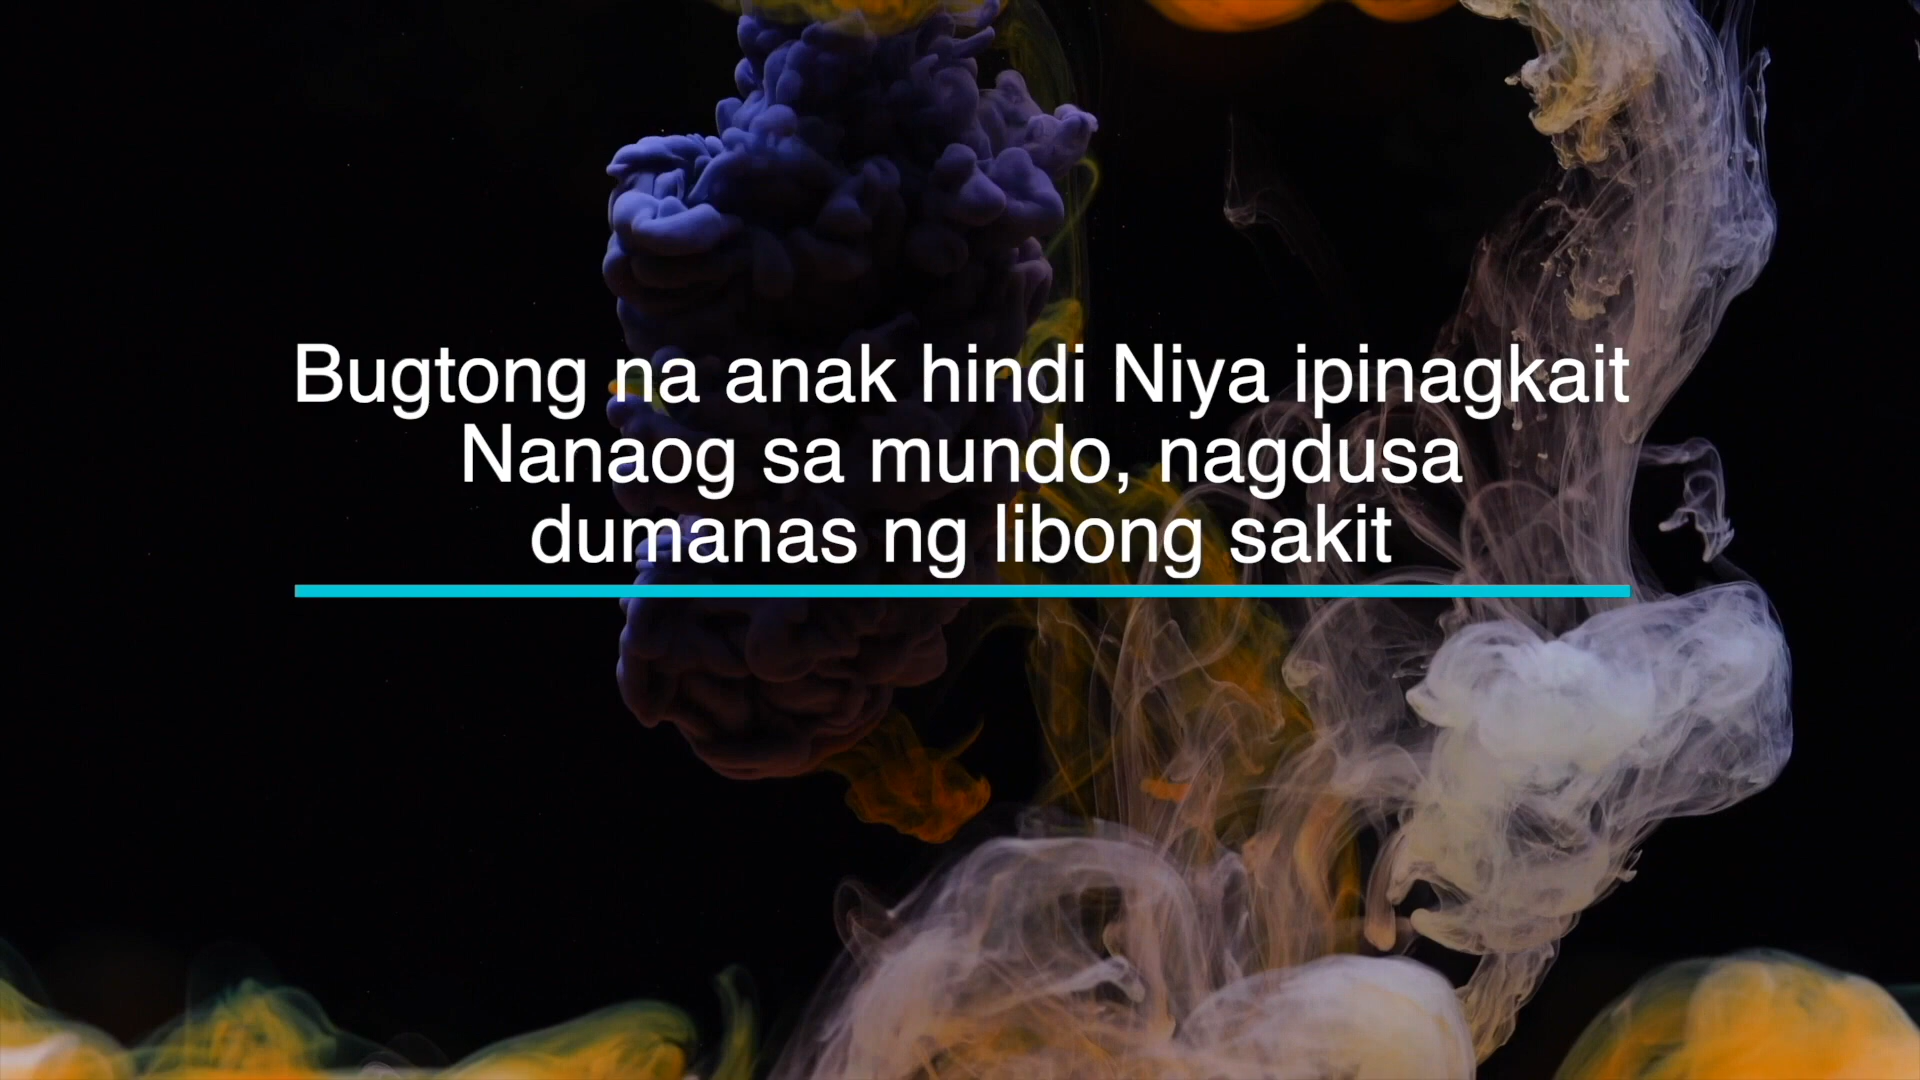 Bugtong na anak hindi Niya ipinagkait
Nanaog sa mundo, nagdusa
dumanas ng libong sakit